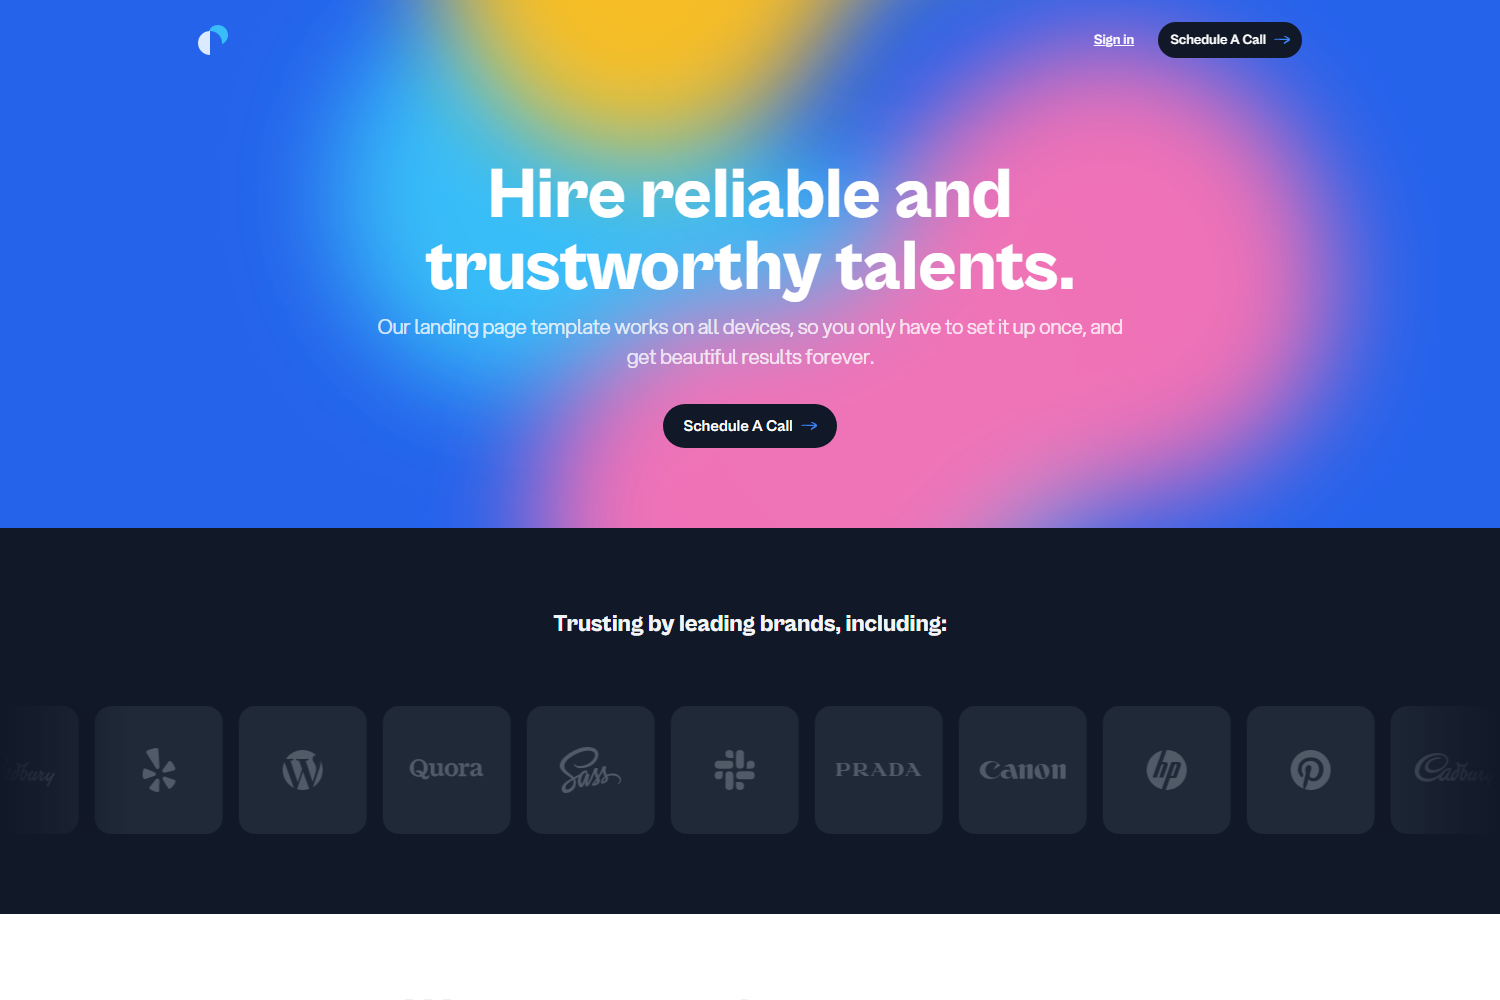 Sign in
Schedule A Call
Hire reliable and
trustworthy talents.
Our landing page template works on all devices, so you only have to set it up once, and
get beautiful results forever.
Schedule A Call
Trusting by leading brands, including:
Quora
Sass
PRADA
Canon
hp
Cadbury